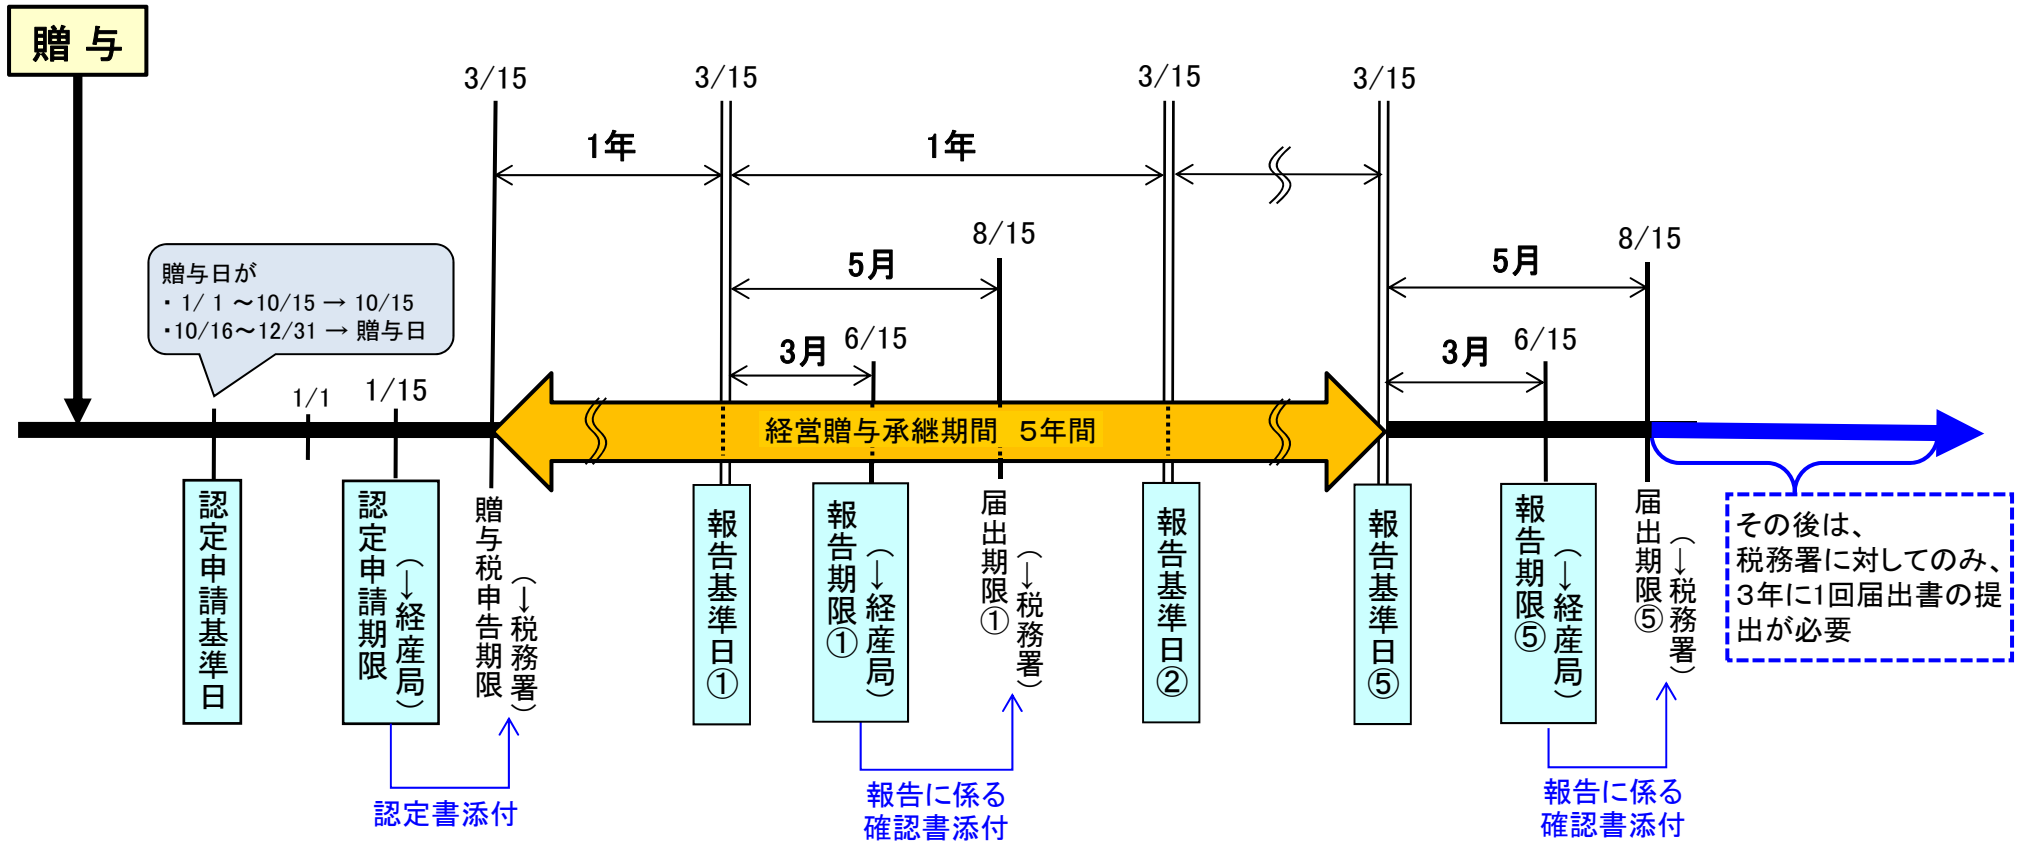 贈 与
3/15
3/15
3/15
3/15
1年
1年
8/15
8/15
5月
5月
贈与日が
・ 1/ 1 ～10/15 → 10/15
・10/16～12/31 → 贈与日
3月
6/15
3月
6/15
1/1
1/15
経営贈与承継期間　5年間
認定申請基準日
認定申請期限
（→経産局）
贈与税申告期限
（→税務署）
報告基準日①
報告期限①
（→経産局）
届出期限①
（→税務署）
報告基準日②
報告基準日⑤
報告期限⑤
（→経産局）
届出期限⑤
（→税務署）
その後は、
税務署に対してのみ、
3年に1回届出書の提
出が必要
認定書添付
報告に係る
確認書添付
報告に係る
確認書添付